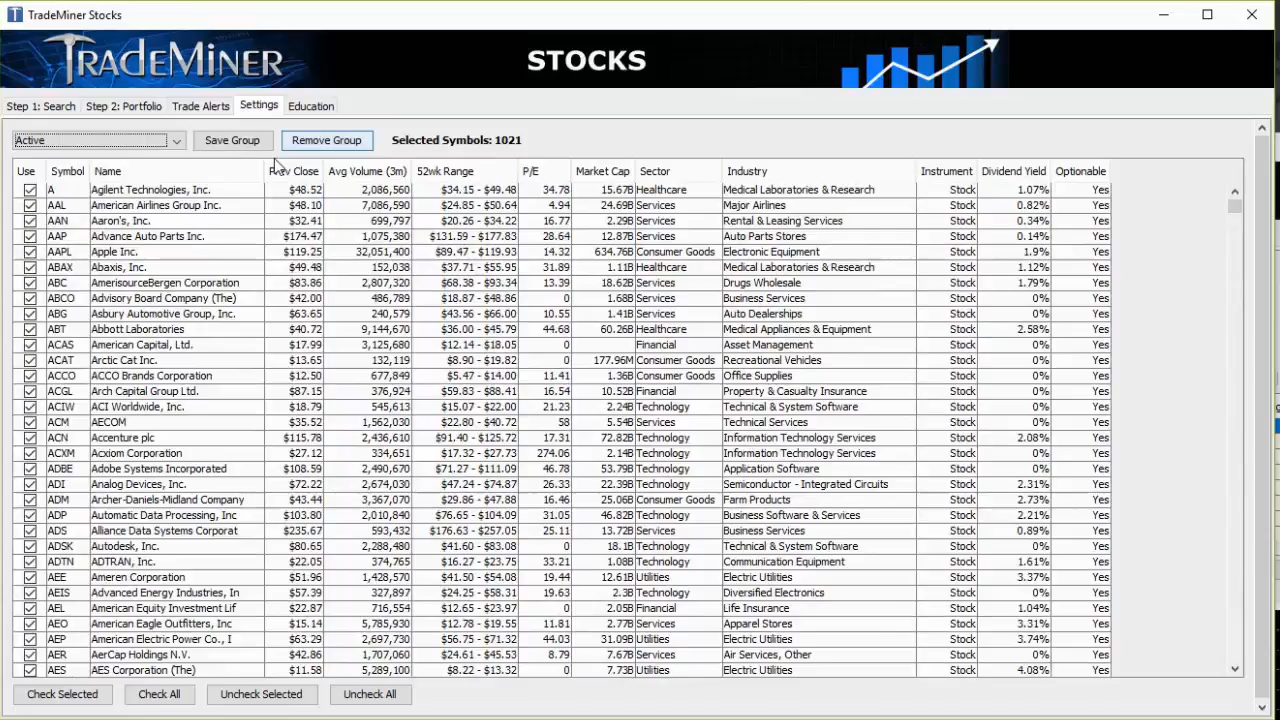 TradeMiner Stocks
TRADEMINER
STOCKS
Step 1: Search Step 2: Portfolio Trade Alerts Settings Education
Active Save Group Remove Group Selected Symbols: 1021
Use Symbol Name Prev Close Avg Volume (3m) 52wk Range P/E Market Cap Sector Industry Instrument Dividend Yield Optionable
A Agilent Technologies, Inc. $48.52 2,086,560 $34.15 - $49.48 34.78 15.67B Healthcare Medical Laboratories & Research Stock 1.07% Yes
AAL American Airlines Group Inc. $48.10 7,086,590 $24.85 - $50.64 4.94 24.69B Services Major Airlines Stock 0.82% Yes
AAN Aaron's, Inc. $32.41 699,797 $20.26 - $34.22 16.77 2.29B Services Rental & Leasing Services Stock 0.34% Yes
AAP Advance Auto Parts Inc. $174.47 1,075,380 $131.59 - $177.83 28.64 12.87B Services Auto Parts Stores Stock 0.14% Yes
AAPL Apple Inc. $119.25 32,051,400 $89.47 - $119.93 14.32 634.76B Consumer Goods Electronic Equipment Stock 1.9% Yes
ABAX Abaxis, Inc. $49.48 152,038 $37.71 - $55.95 31.89 1.11B Healthcare Medical Laboratories & Research Stock 1.12% Yes
ABC AmerisourceBergen Corporation $83.86 2,807,320 $68.38 - $93.34 13.39 18.62B Services Drugs Wholesale Stock 1.79% Yes
ABCO Advisory Board Company (The) $42.00 486,789 $18.87 - $48.86 0 1.68B Services Business Services Stock 0% Yes
ABG Asbury Automotive Group, Inc. $63.65 240,579 $43.56 - $66.00 10.55 1.41B Services Auto Dealerships Stock 0% Yes
ABT Abbott Laboratories $40.72 9,144,670 $36.00 - $45.79 44.68 60.26B Healthcare Medical Appliances & Equipment Stock 2.58% Yes
ACAS American Capital, Ltd. $17.99 3,125,680 $12.14 - $18.05 0 Financial Asset Management Stock 0% Yes
ACAT Arctic Cat Inc. $13.65 132,119 $8.90 - $19.82 0 177.96M Consumer Goods Recreational Vehicles Stock 0% Yes
ACCO ACCO Brands Corporation $12.50 677,849 $5.47 - $14.00 11.41 1.36B Consumer Goods Office Supplies Stock 0% Yes
ACGL Arch Capital Group Ltd. $87.15 376,924 $59.83 - $88.41 16.54 10.52B Financial Property & Casualty Insurance Stock 0% Yes
ACIW ACI Worldwide, Inc. $18.79 545,613 $15.07 - $22.00 21.23 2.24B Technology Technical & System Software Stock 0% Yes
ACM AECOM $35.52 1,562,030 $22.80 - $40.72 58 5.54B Services Technical Services Stock 0% Yes
ACN Accenture plc $115.78 2,436,610 $91.40 - $125.72 17.31 72.82B Technology Information Technology Services Stock 2.08% Yes
ACXM Acxiom Corporation $27.12 334,651 $17.32 - $27.73 274.06 2.14B Technology Information Technology Services Stock 0% Yes
ADBE Adobe Systems Incorporated $108.59 2,490,670 $71.27 - $111.09 46.78 53.79B Technology Application Software Stock 0% Yes
ADI Analog Devices, Inc. $72.22 2,674,030 $47.24 - $74.87 26.33 22.39B Technology Semiconductor - Integrated Circuits Stock 2.31% Yes
ADM Archer-Daniels-Midland Company $43.44 3,367,070 $29.86 - $47.88 16.46 25.06B Consumer Goods Farm Products Stock 2.73% Yes
ADP Automatic Data Processing, Inc $103.80 2,010,840 $76.65 - $104.09 31.05 46.82B Technology Business Software & Services Stock 2.21% Yes
ADS Alliance Data Systems Corporat $235.67 593,432 $176.63 - $257.05 25.11 13.72B Services Business Services Stock 0.89% Yes
ADSK Autodesk, Inc. $80.65 2,288,480 $41.60 - $83.08 0 18.1B Technology Technical & System Software Stock 0% Yes
ADTN ADTRAN, Inc. $22.05 374,765 $16.27 - $23.75 33.21 1.08B Technology Communication Equipment Stock 1.61% Yes
AEE Ameren Corporation $51.96 1,428,570 $41.50 - $54.08 19.44 12.61B Utilities Electric Utilities Stock 3.37% Yes
AEIS Advanced Energy Industries, In $57.39 327,897 $24.25 - $58.31 19.63 2.3B Technology Diversified Electronics Stock 0% Yes
AEL American Equity Investment Lif $22.87 716,554 $12.65 - $23.97 0 2.05B Financial Life Insurance Stock 1.04% Yes
AEO American Eagle Outfitters, Inc $15.14 5,785,930 $12.78 - $19.55 11.81 2.77B Services Apparel Stores Stock 3.31% Yes
AEP American Electric Power Co., I $63.29 2,697,730 $56.75 - $71.32 44.03 31.09B Utilities Electric Utilities Stock 3.74% Yes
AER AerCap Holdings N.V. $42.86 1,707,060 $24.61 - $45.53 8.79 7.67B Services Air Services, Other Stock 0% Yes
AES AES Corporation (The) $11.58 5,289,100 $8.22 - $13.32 0 7.73B Utilities Electric Utilities Stock 4.08% Yes
Check Selected Check All Uncheck Selected Uncheck All